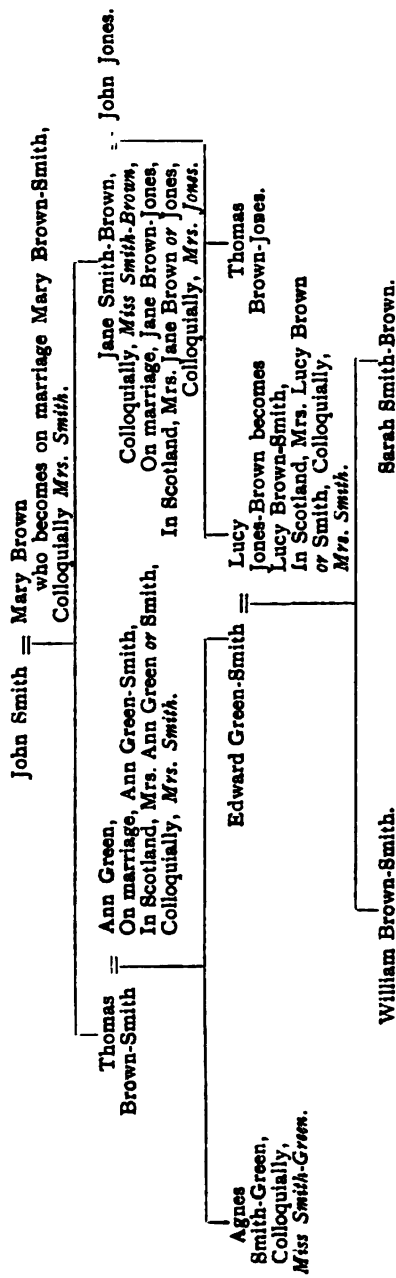 John Smith = Mary Brown
who becomes on marriage Mary Brown-Smith,
Colloquially Mrs. Smith.
Thomas
Brown-Smith
= Ann Green,
On marriage, Ann Green-Smith,
In Scotland, Mrs. Ann Green or Smith,
Colloquially, Mrs. Smith.
Jane Smith-Brown,
Colloquially, Miss Smith-Brown,
On marriage, Jane Brown-Jones,
In Scotland, Mrs. Jane Brown or Jones,
Colloquially, Mrs. Jones.
= John Jones.
Agnes
Smith-Green,
Colloquially,
Miss Smith-Green.
Edward Green-Smith =
Lucy
Jones-Brown becomes
Lucy Brown-Smith,
In Scotland, Mrs. Lucy Brown
or Smith, Colloquially,
Mrs. Smith.
Thomas
Brown-Jones.
William Brown-Smith.
Sarah Smith-Brown.